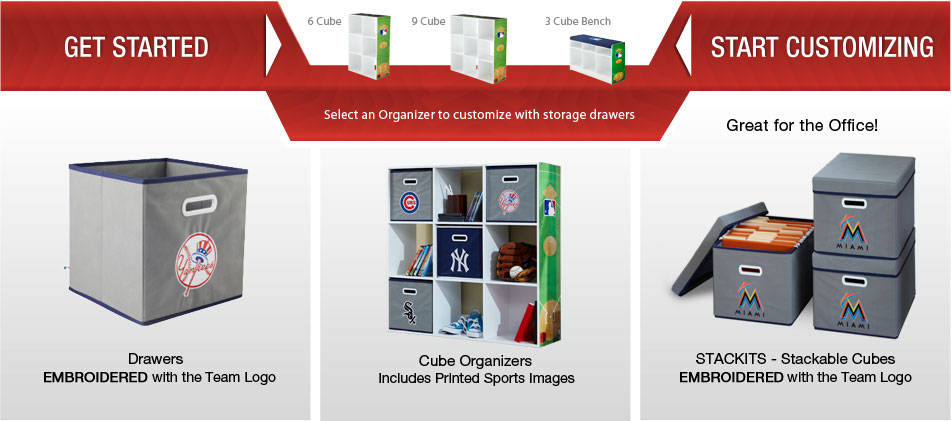 6 Cube
9 Cube
3 Cube Bench
GET STARTED
START CUSTOMIZING
Select an Organizer to customize with storage drawers
Great for the Office!
Yankees
MIAMI
MIAMI
MIAMI
Drawers
EMBROIDERED with the Team Logo
Cube Organizers
Includes Printed Sports Images
STACKITS - Stackable Cubes
EMBROIDERED with the Team Logo